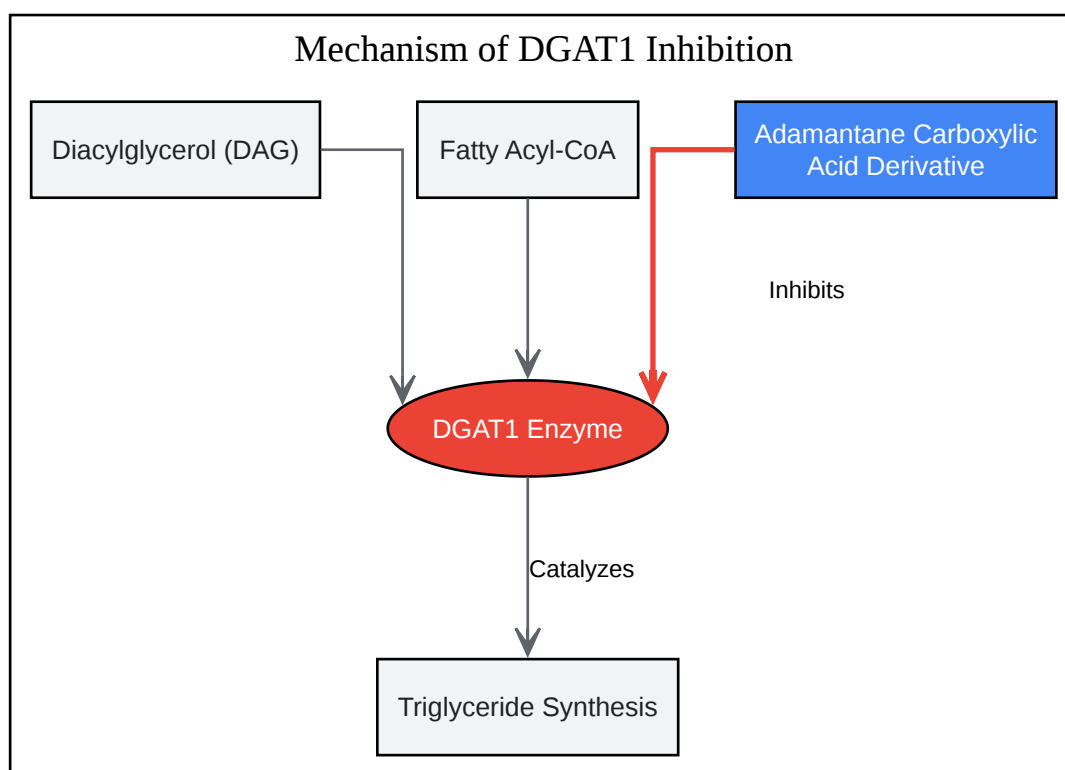 Mechanism of DGAT1 Inhibition
Diacylglycerol (DAG)
Fatty Acyl-CoA
Adamantane Carboxylic
Acid Derivative
Inhibits
DGAT1 Enzyme
Catalyzes
Triglyceride Synthesis